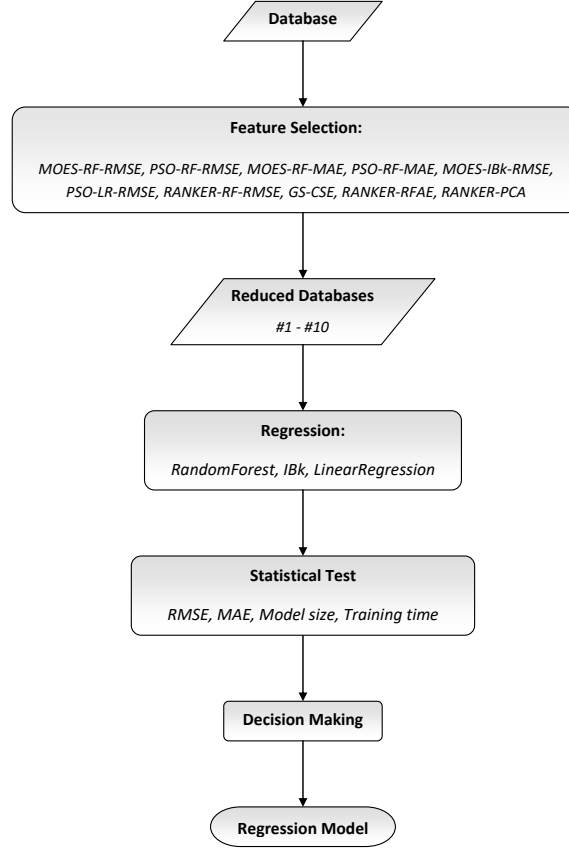 Database
Feature Selection:
MOES-RF-RMSE, PSO-RF-RMSE, MOES-RF-MAE, PSO-RF-MAE, MOES-IBk-RMSE,
PSO-LR-RMSE, RANKER-RF-RMSE, GS-CSE, RANKER-RFAE, RANKER-PCA
Reduced Databases
#1 - #10
Regression:
RandomForest, IBk, LinearRegression
Statistical Test
RMSE, MAE, Model size, Training time
Decision Making
Regression Model